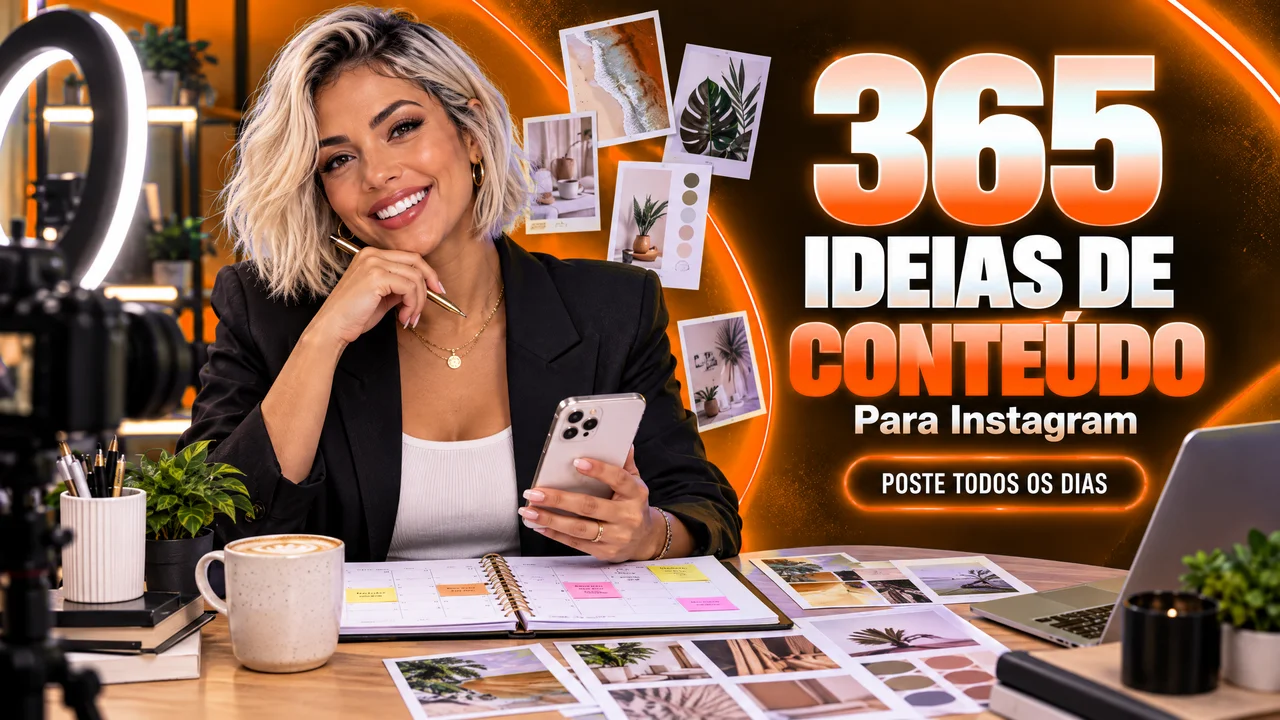 365
IDEIAS DE
CONTEÚDO
Para Instagram
POSTE TODOS OS DIAS